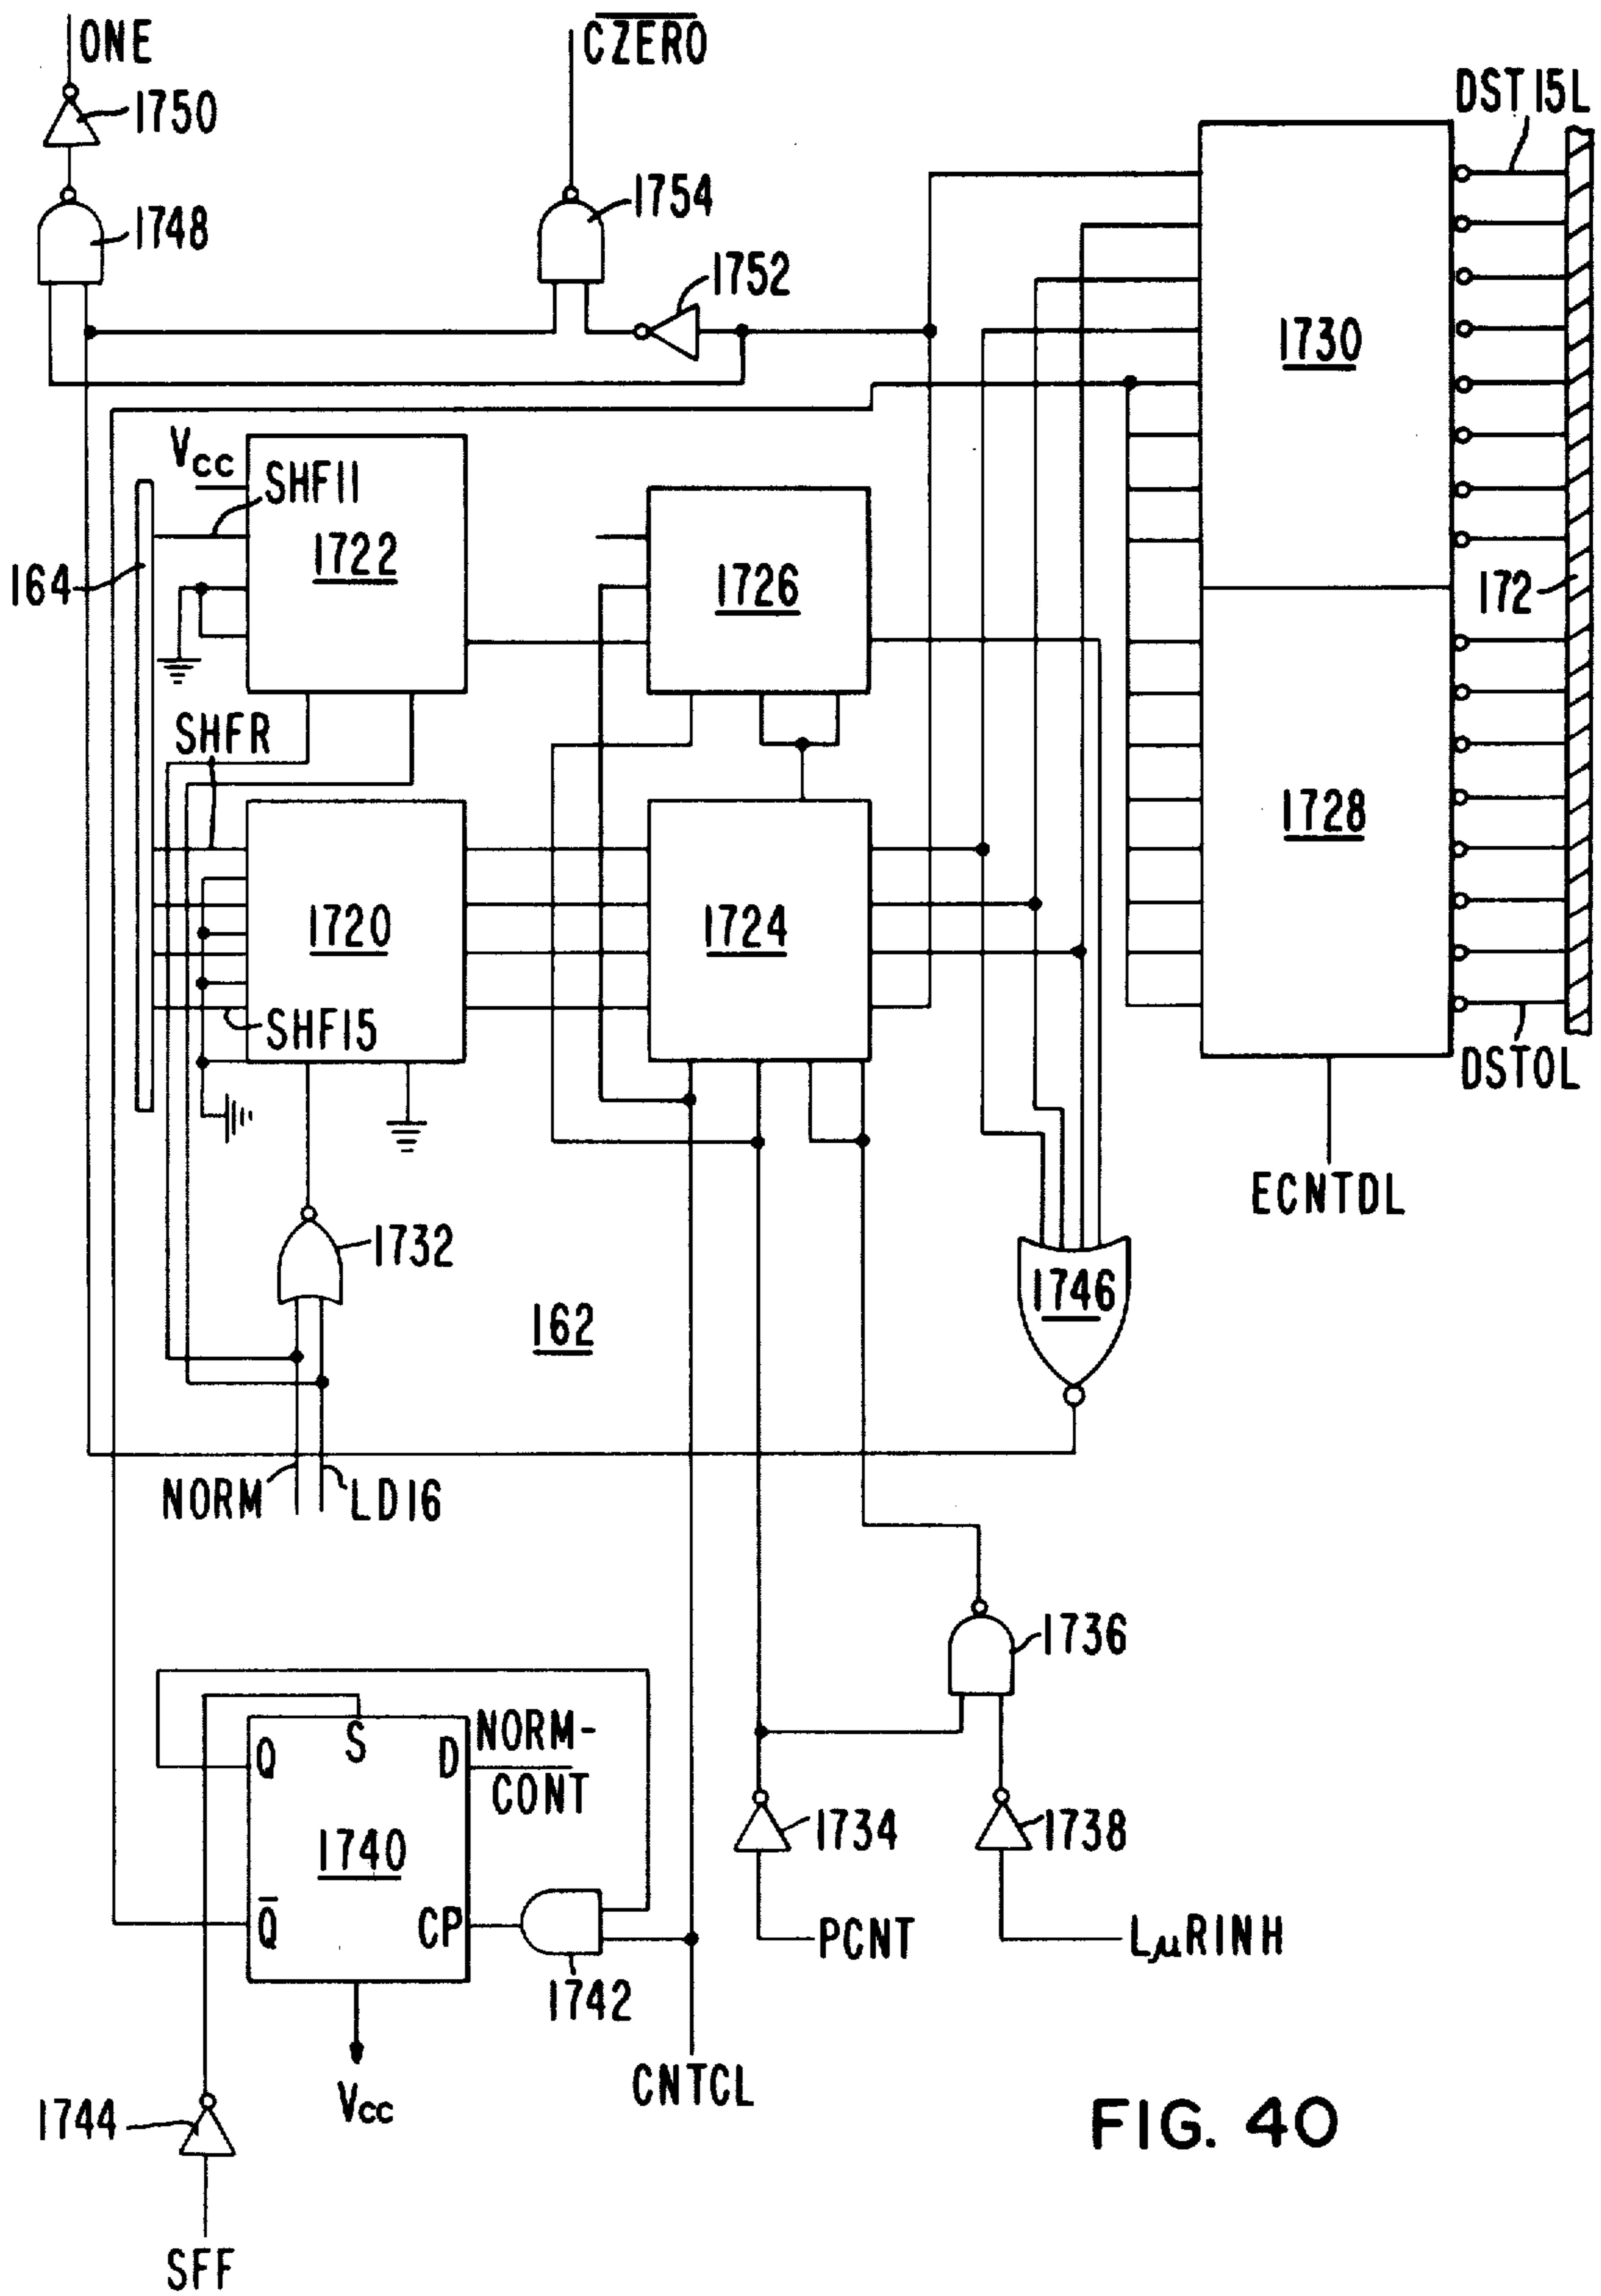 ONE
CZERO
1750
DST15L
1748
1754
1752
1730
VCC
SHF11
1722
164
1726
172
SHFR
1720
1724
1728
SHF15
DSTOL
ECNTDL
1732
1746
162
NORM
LD16
1736
Q
S
D
NORM-
CONT
1740
1734
1738
Q
CP
PCNT
LμRINH
1742
CNTCL
Vcc
1744
SFF
FIG. 40